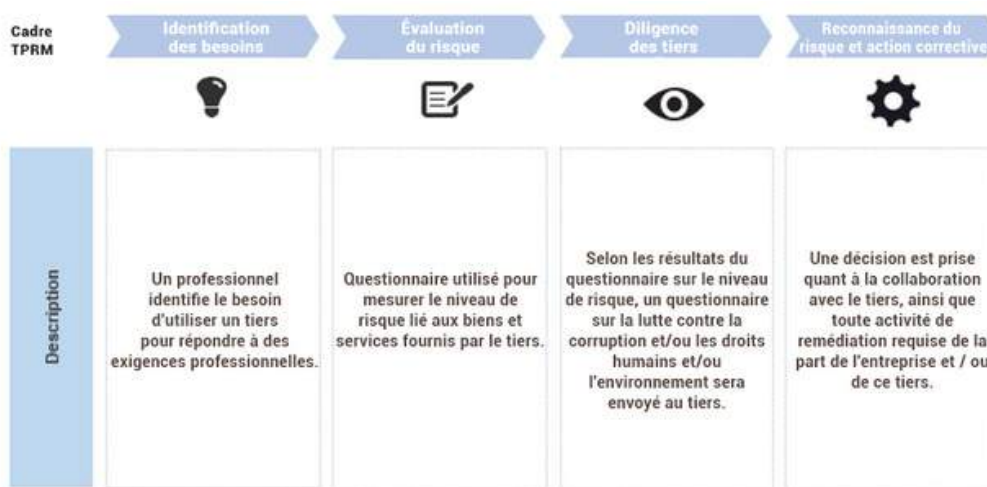 Cadre
TPRM
Identification
des besoins
Évaluation
du risque
Diligence
des tiers
Reconnaissance du
risque et action corrective
Description
Un professionnel
identifie le besoin
d'utiliser un tiers
pour répondre à des
exigences professionnelles.
Questionnaire utilisé pour
mesurer le niveau de
risque lié aux biens et
services fournis par le tiers.
Selon les résultats du
questionnaire sur le niveau
de risque, un questionnaire
sur la lutte contre la
corruption et/ou les droits
humains et/ou
l'environnement sera
envoyé au tiers.
Une décision est prise
quant à la collaboration
avec le tiers, ainsi que
toute activité de
remédiation requise de la
part de l'entreprise et / ou
de ce tiers.